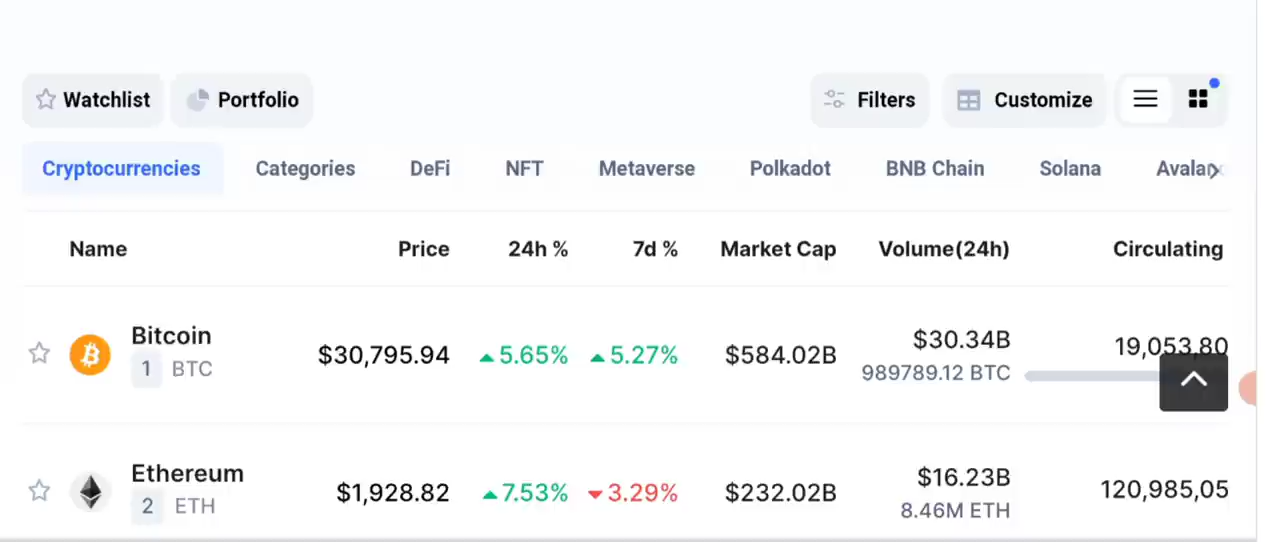 Watchlist Portfolio Filters Customize
Cryptocurrencies Categories DeFi NFT Metaverse Polkadot BNB Chain Solana
Name Price 24h % 7d % Market Cap Volume(24h) Circulating
Bitcoin
1 BTC
$30,795.94 5.65% 5.27% $584.02B
$30.34B
989789.12 BTC
19,053,80
Ethereum
2 ETH
$1,928.82 7.53% 3.29% $232.02B
$16.23B
8.46M ETH
120,985,05